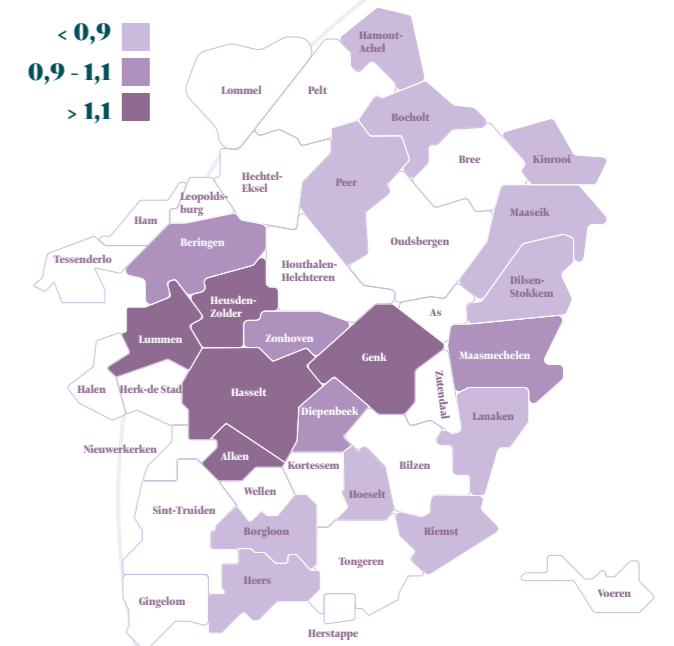 < 0,9
0,9 - 1,1
> 1,1
Hamont-
Achel
Lommel
Pelt
Bocholt
Bree
Kinrooi
Hechtel-
Eksel
Peer
Leopolds-
burg
Ham
Maaseik
Beringen
Oudsbergen
Tessenderlo
Houthalen-
Helchteren
Dilsen-
Stokkem
Heusden-
Zolder
As
Lummen
Zonhoven
Genk
Maasmechelen
Halen
Herk-de Stad
Hasselt
Zutendaal
Diepenbeek
Lanaken
Nieuwerkerken
Alken
Kortessem
Bilzen
Wellen
Hoeselt
Sint-Truiden
Borgloon
Riemst
Tongeren
Heers
Voeren
Gingelom
Herstappe